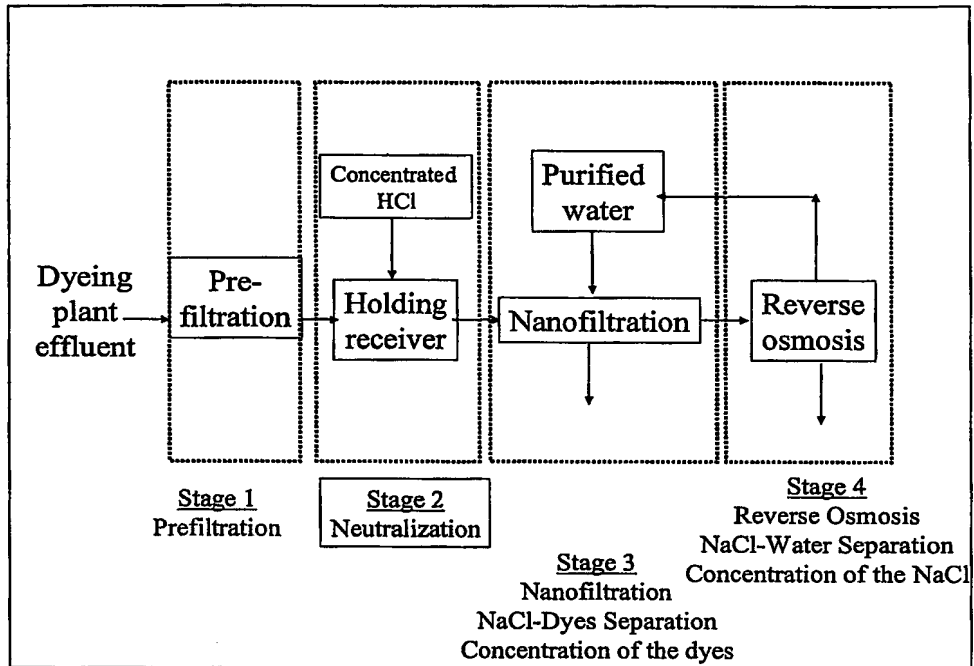 Dyeing
plant
effluent
Pre-
filtration
Concentrated
HCl
Holding
receiver
Purified
water
Nanofiltration
Reverse
osmosis
Stage 1
Prefiltration
Stage 2
Neutralization
Stage 3
Nanofiltration
NaCl-Dyes Separation
Concentration of the dyes
Stage 4
Reverse Osmosis
NaCl-Water Separation
Concentration of the NaCl